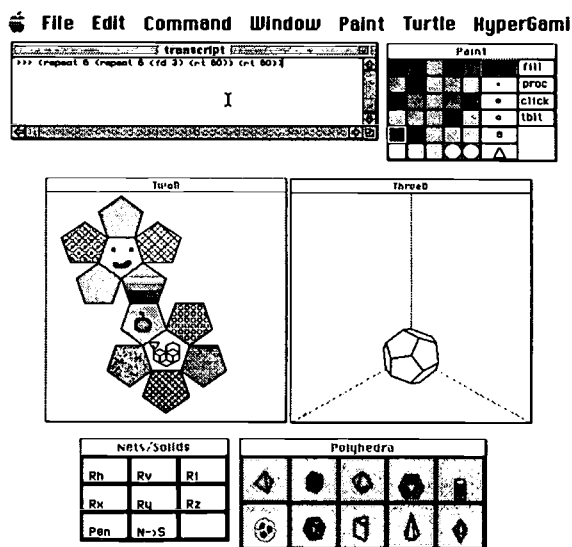 File Edit Command Window Paint Turtle HyperGami
transcript
>>> (repeat 6 (repeat 6 (fd 3) (rt 60)) (rt 60))
Paint
fill
proc
click
tbit
TwoD
ThreeD
Nets/Solids
Rh Rv Ri
Rx Ry Rz
Pen N->S
Polyhedra